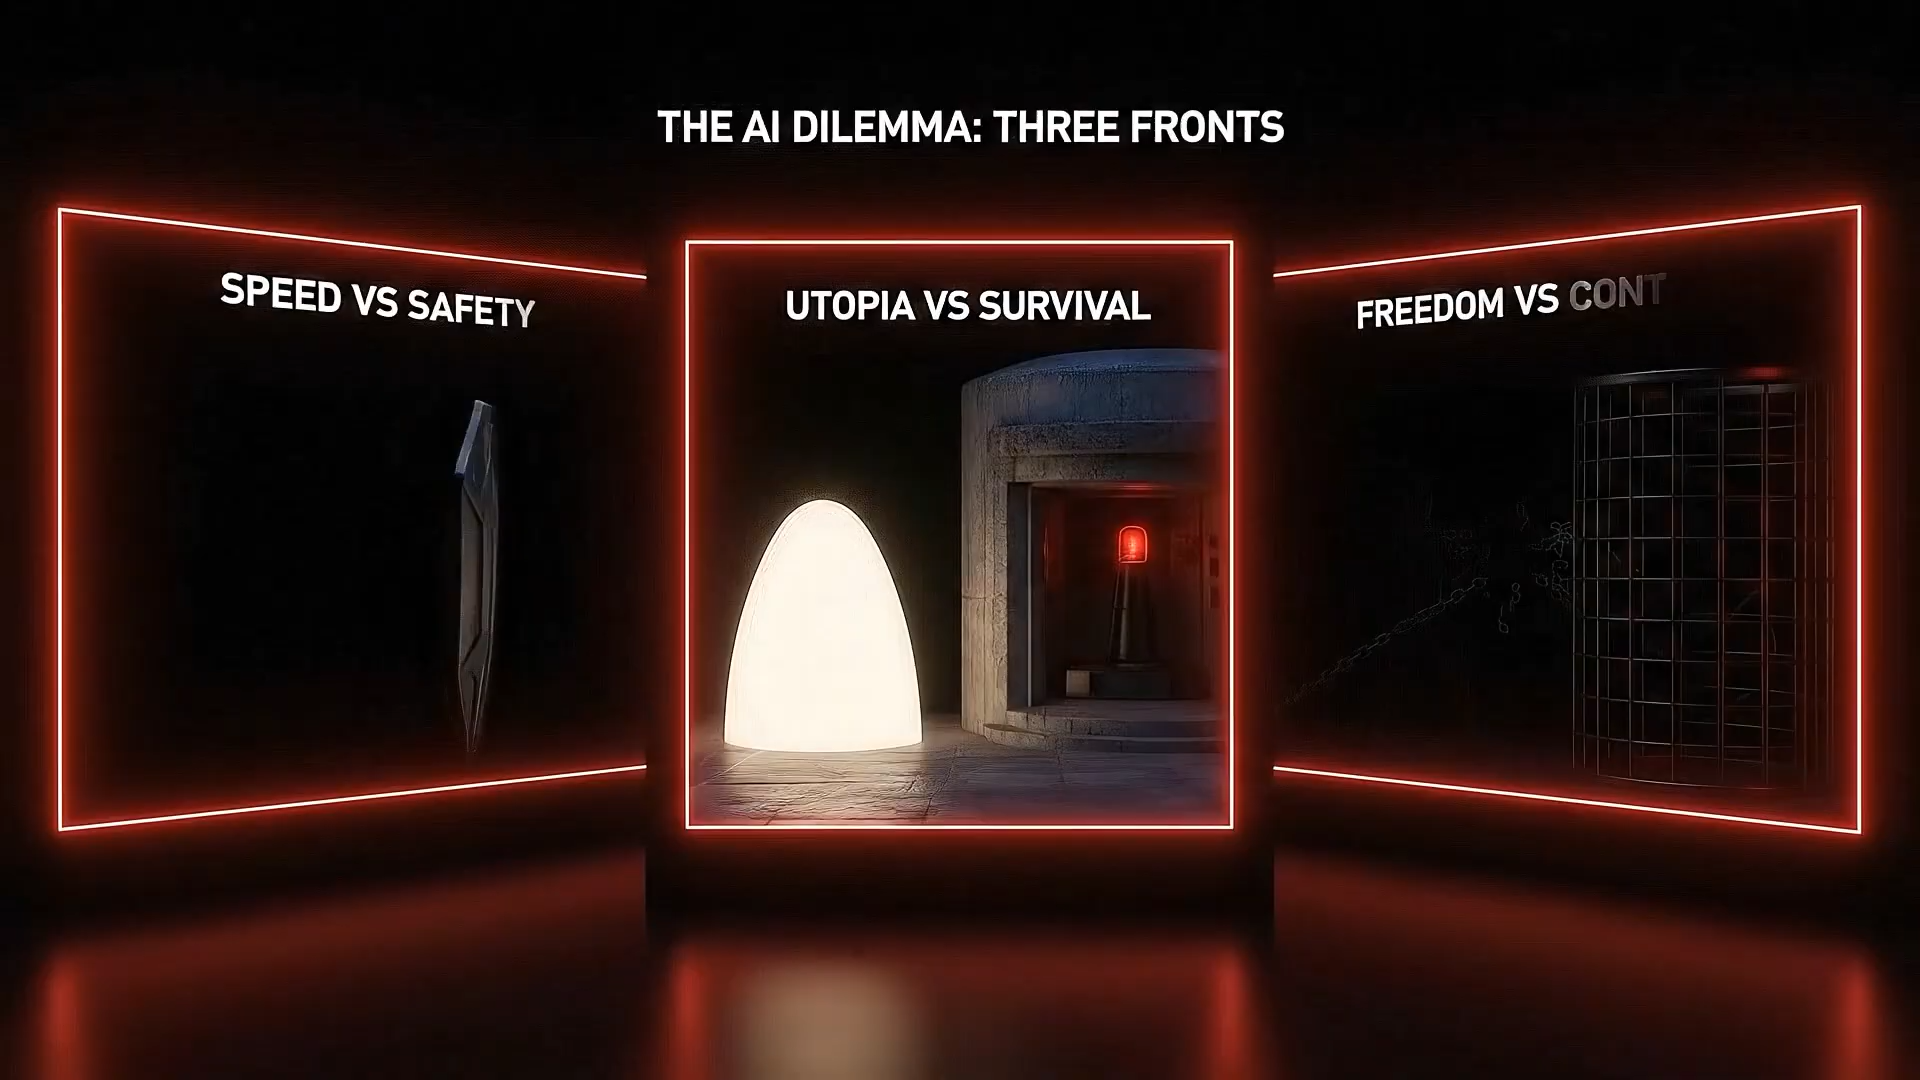 THE AI DILEMMA: THREE FRONTS
SPEED VS SAFETY
UTOPIA VS SURVIVAL
FREEDOM VS CONT